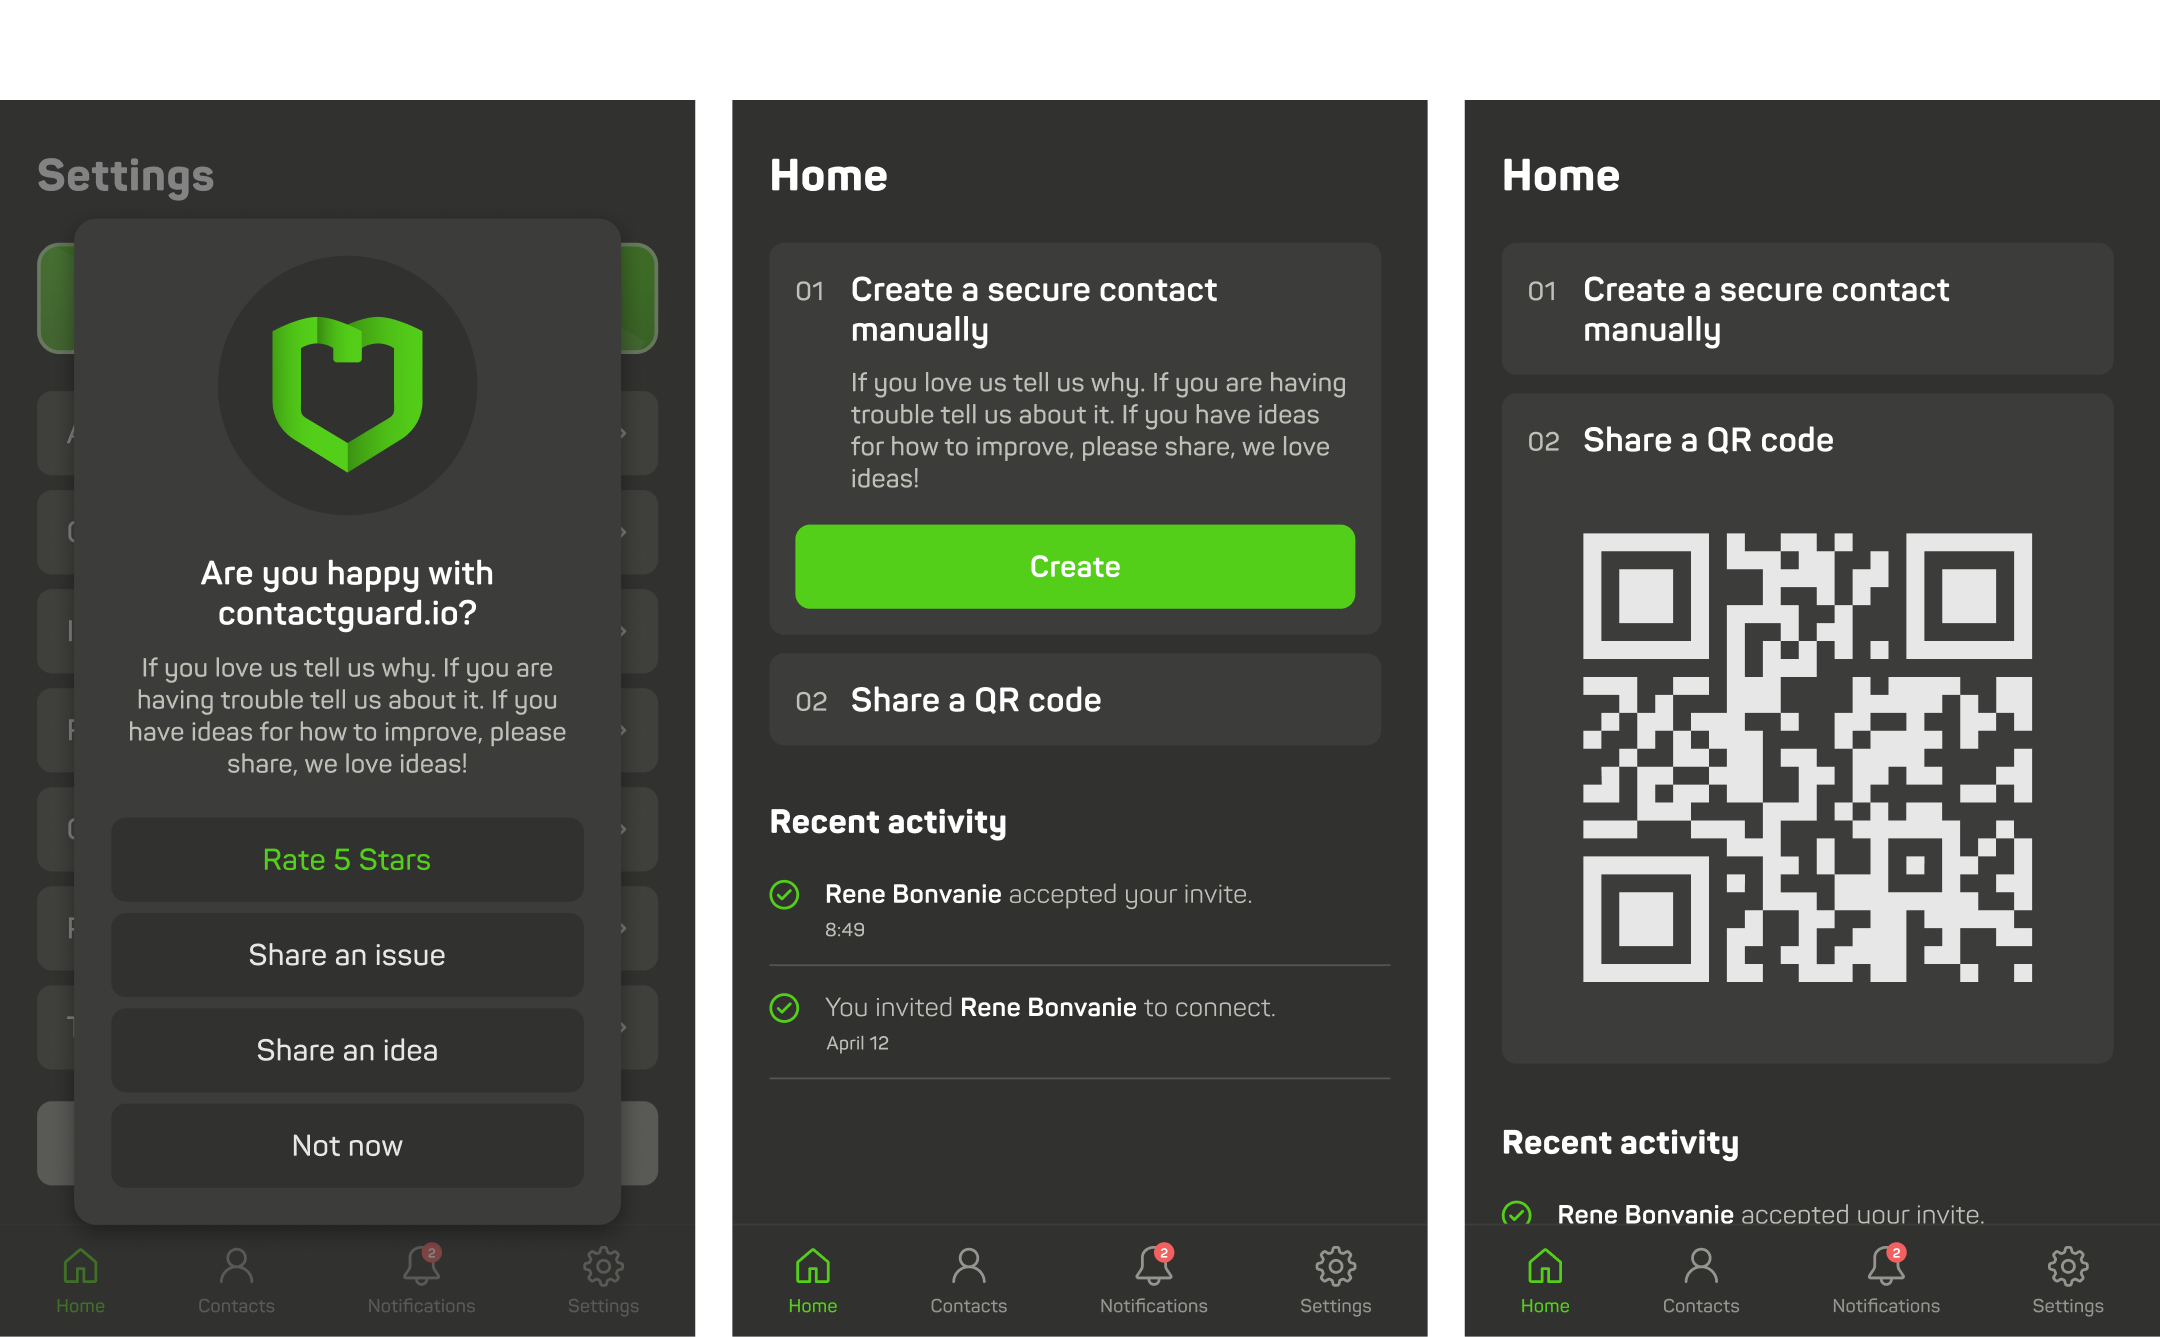 Settings
Are you happy with
contactguard.io?
If you love us tell us why. If you are
having trouble tell us about it. If you
have ideas for how to improve, please
share, we love ideas!
Rate 5 Stars
Share an issue
Share an idea
Not now
Home
Contacts
2
Notifications
Settings
Home
01
Create a secure contact
manually
If you love us tell us why. If you are having
trouble tell us about it. If you have ideas
for how to improve, please share, we love
ideas!
Create
02
Share a QR code
Recent activity
Rene Bonvanie accepted your invite.
8:49
You invited Rene Bonvanie to connect.
April 12
Home
Contacts
2
Notifications
Settings
Home
01
Create a secure contact
manually
02
Share a QR code
Recent activity
Rene Bonvanie accepted your invite.
Home
Contacts
2
Notifications
Settings